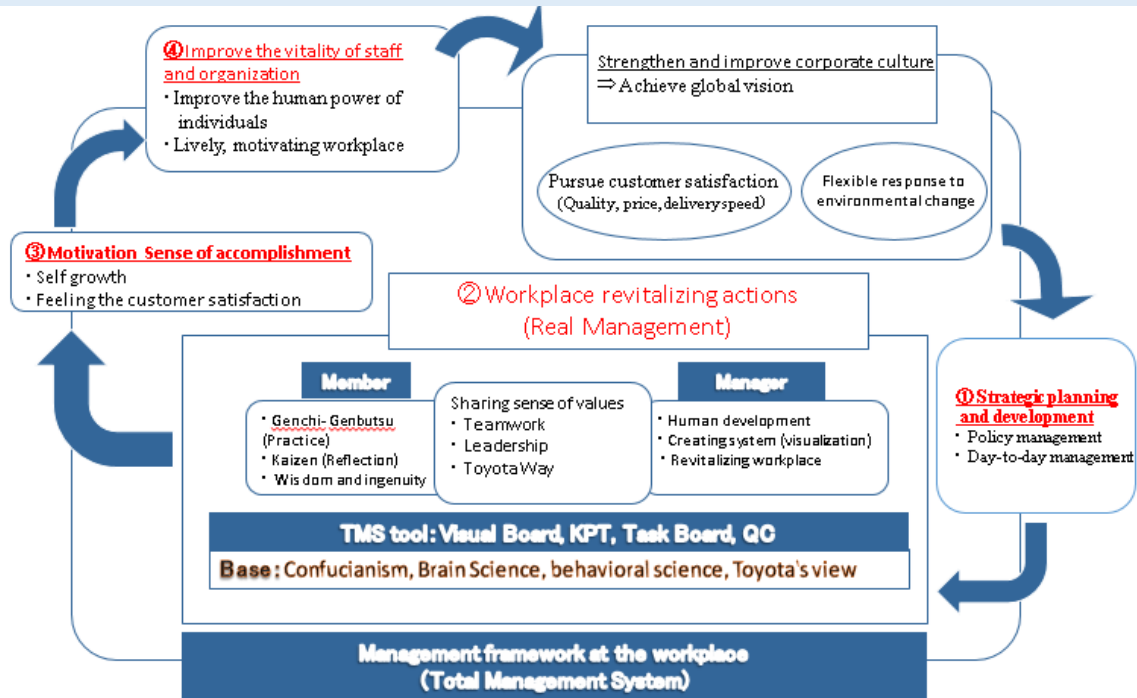 ④Improve the vitality of staff
and organization
・Improve the human power of
individuals
・Lively, motivating workplace
Strengthen and improve corporate culture
⇒ Achieve global vision
Pursue customer satisfaction
(Quality, price, delivery speed)
Flexible response to
environmental change
③Motivation Sense of accomplishment
・Self growth
・Feeling the customer satisfaction
②Workplace revitalizing actions
(Real Management)
Member
・Genchi- Genbutsu
(Practice)
・Kaizen (Reflection)
・Wisdom and ingenuity
Sharing sense of values
・Teamwork
・Leadership
・ToyotaWay
Manager
・Human development
・Creating system (visualization)
・Revitalizing workplace
①Strategic planning
and development
・Policy management
・Day-to-day management
TMS tool: Visual Board, KPT, Task Board, QC
Base : Confucianism, Brain Science, behavioral science, Toyota's view
Management framework at the workplace
(Total Management System)